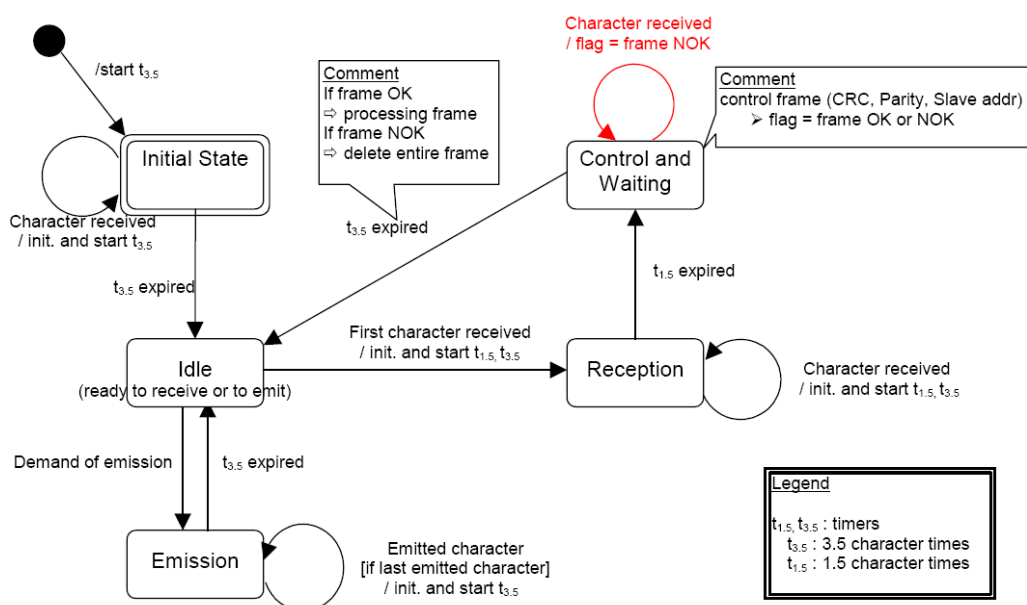 Character received
/ flag = frame NOK
/start t3.5
Comment
If frame OK
⇨ processing frame
If frame NOK
⇨ delete entire frame
Comment
control frame (CRC, Parity, Slave addr)
➢ flag = frame OK or NOK
Initial State
Control and
Waiting
Character received
/ init. and start t3.5
t3.5 expired
t3.5 expired
t1.5 expired
First character received
/ init. and start t1.5, t3.5
Idle
(ready to receive or to emit)
Reception
Character received
/ init. and start t1.5, t3.5
Demand of emission
t3.5 expired
Legend
t1.5, t3.5 : timers
t3.5 : 3.5 character times
t1.5 : 1.5 character times
Emission
Emitted character
[if last emitted character]
/ init. and start t3.5